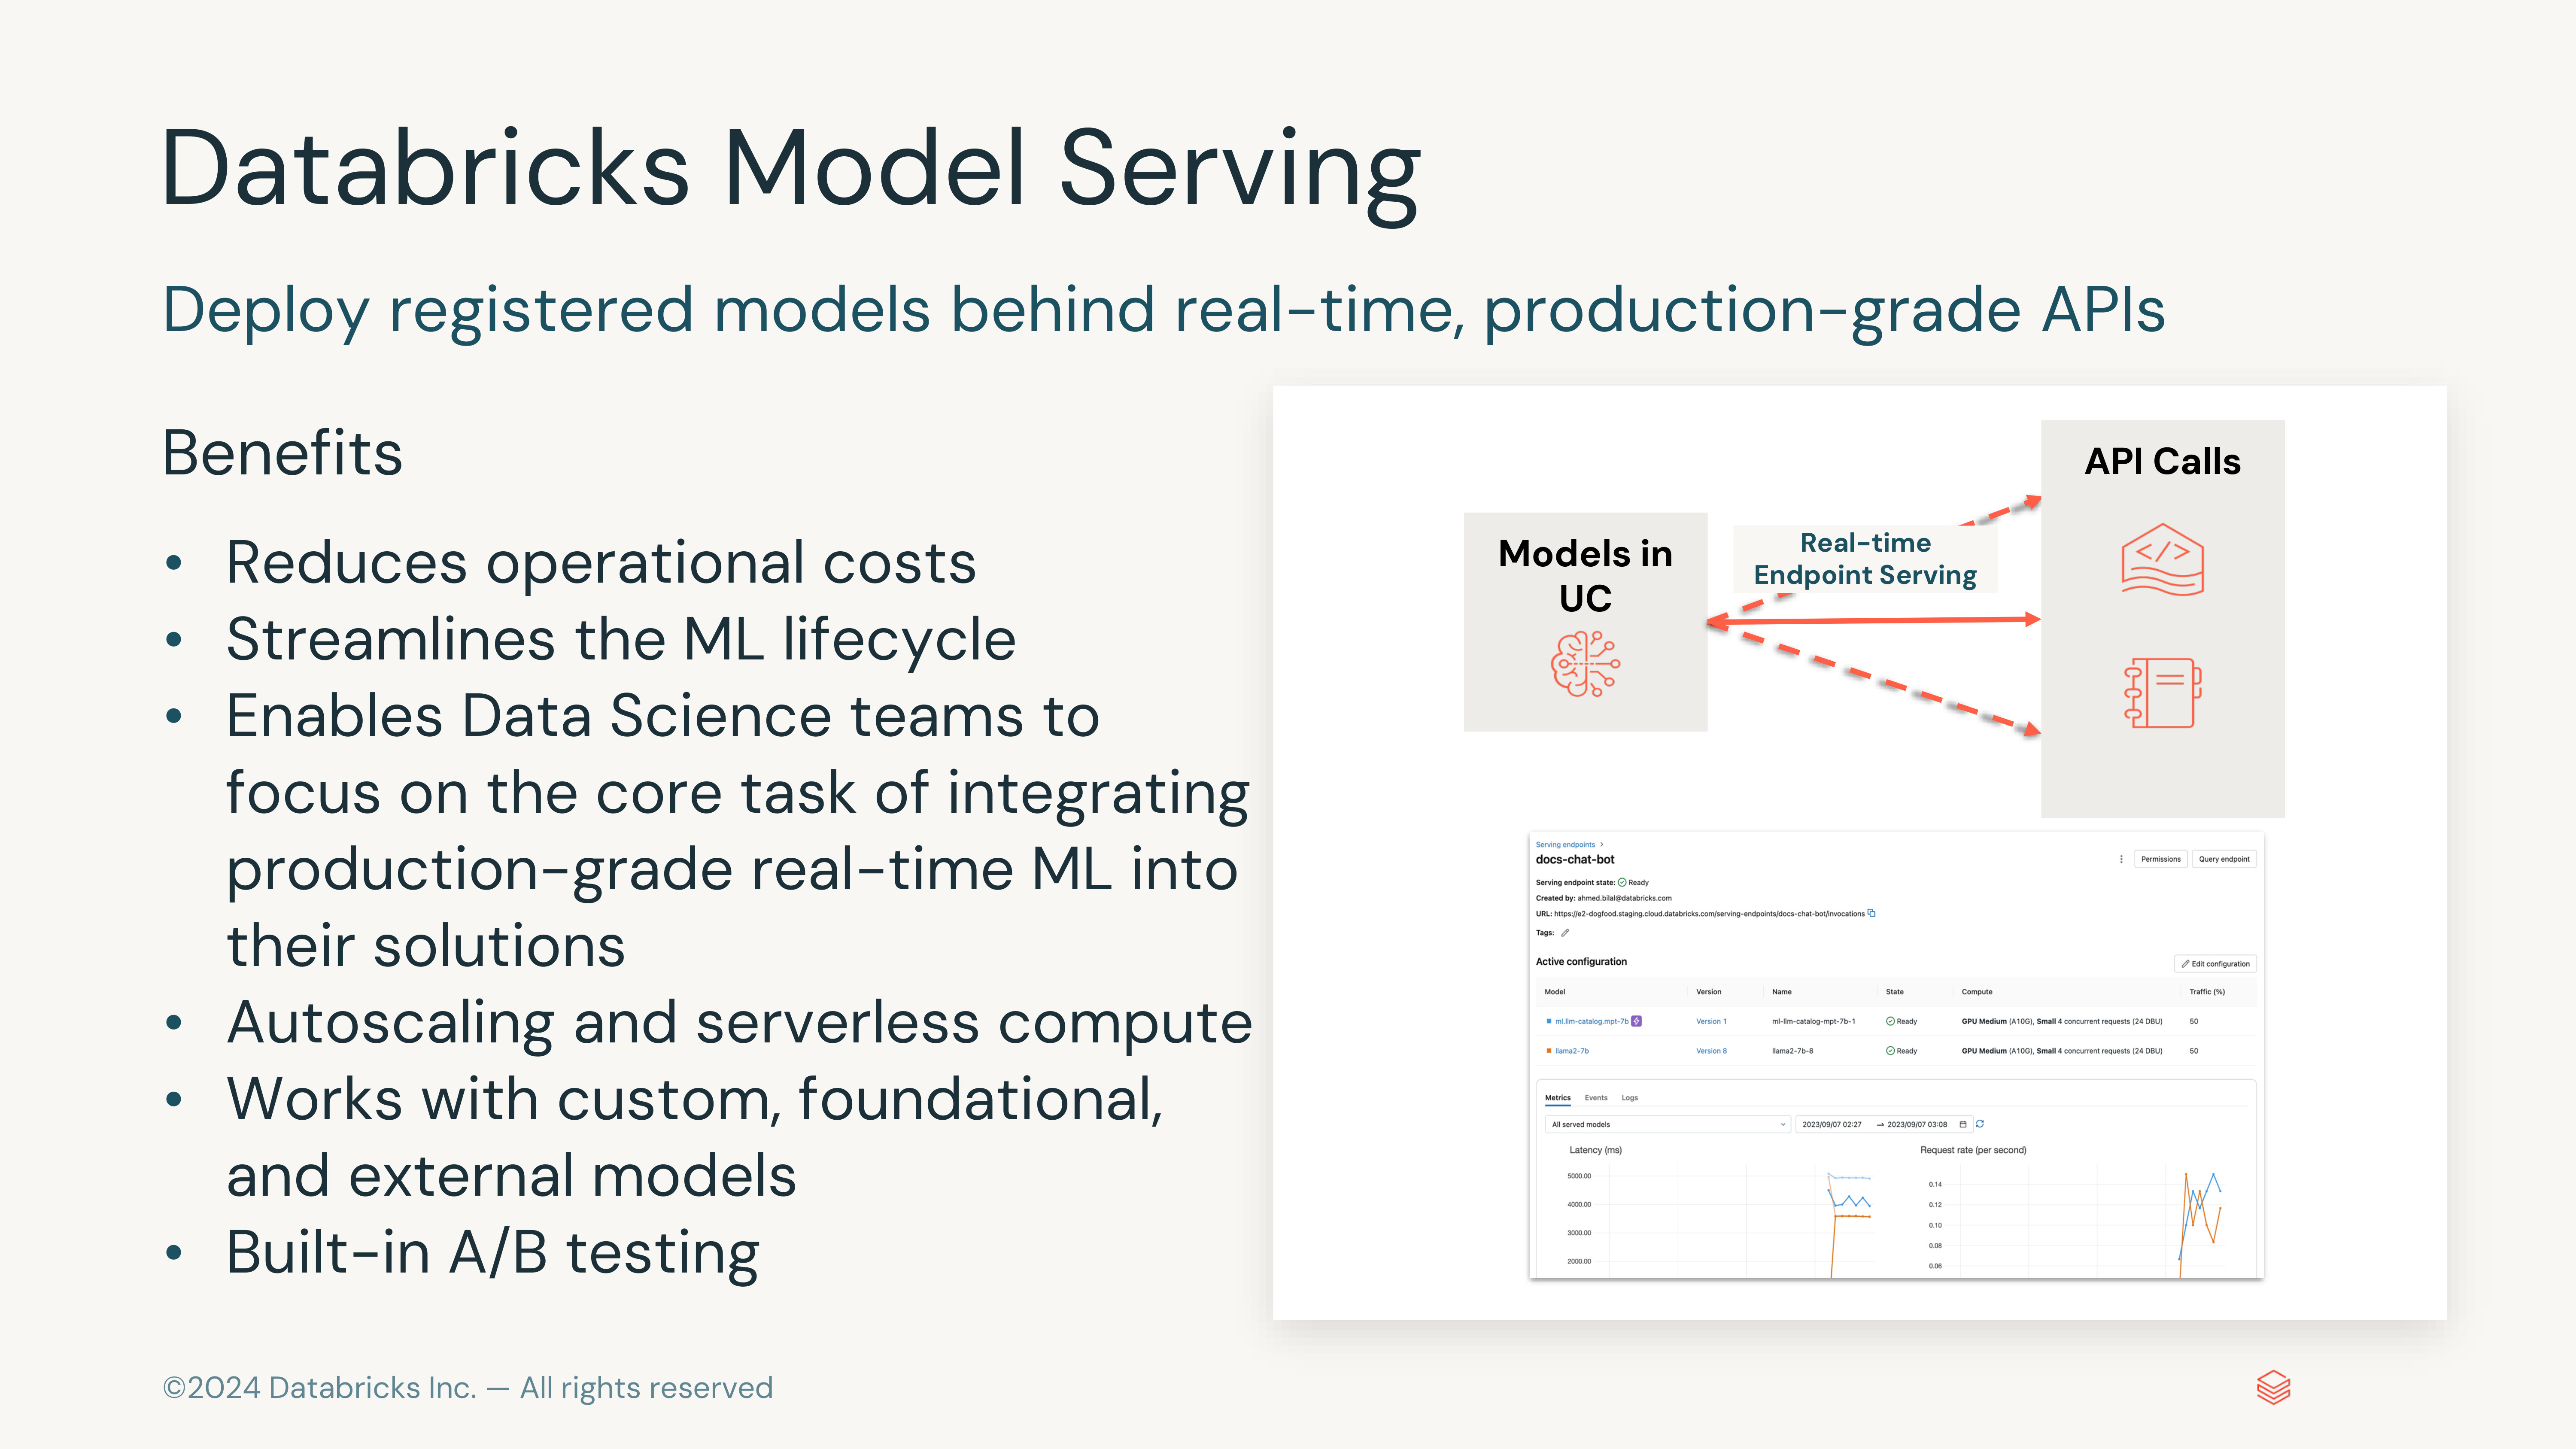 Databricks Model Serving
Deploy registered models behind real-time, production-grade APIs
Benefits
• Reduces operational costs
• Streamlines the ML lifecycle
• Enables Data Science teams to
focus on the core task of integrating
production-grade real-time ML into
their solutions
• Autoscaling and serverless compute
• Works with custom, foundational,
and external models
• Built-in A/B testing
Models in
UC
Real-time
Endpoint Serving
API Calls
</>
Serving endpoints >
docs-chat-bot
Permissions
Query endpoint
Serving endpoint state: Ready
Created by: ahmed.bilal@databricks.com
URL: https://e2-dogfood.staging.cloud.databricks.com/serving-endpoints/docs-chat-bot/invocations
Tags:
Active configuration
Edit configuration
Model Version Name State Compute Traffic (%)
ml.llm-catalog.mpt-7b Version 1 ml-llm-catalog-mpt-7b-1 Ready GPU Medium (A10G), Small 4 concurrent requests (24 DBU) 50
llama2-7b Version 8 llama2-7b-8 Ready GPU Medium (A10G), Small 4 concurrent requests (24 DBU) 50
Metrics Events Logs
All served models 2023/09/07 02:27 → 2023/09/07 03:08
Latency (ms)
5000.00
4000.00
3000.00
2000.00
Request rate (per second)
0.14
0.12
0.10
0.08
0.06
©2024 Databricks Inc. — All rights reserved